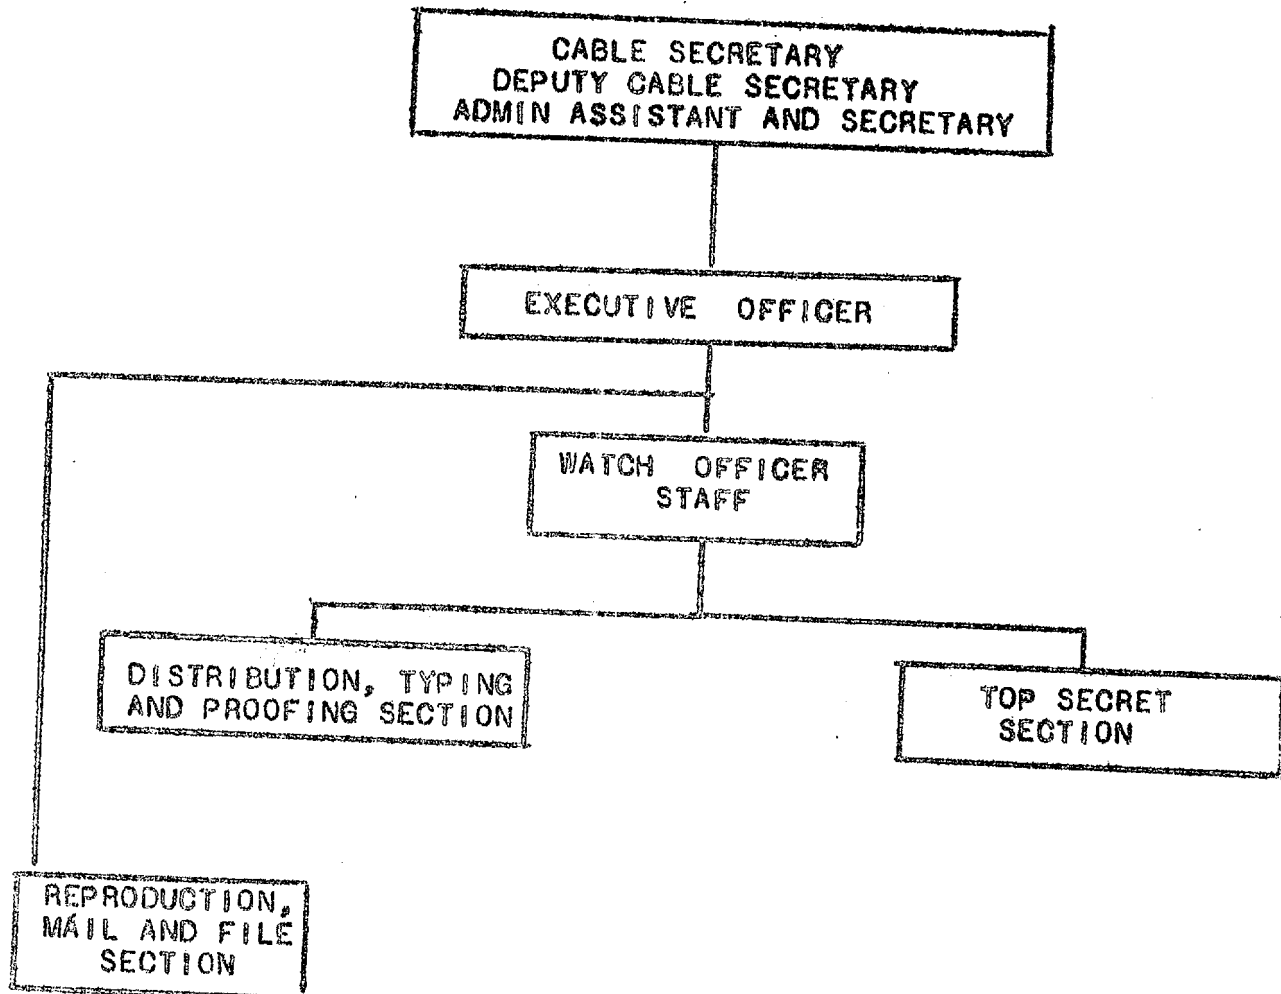 CABLE SECRETARY
DEPUTY CABLE SECRETARY
ADMIN ASSISTANT AND SECRETARY
EXECUTIVE OFFICER
WATCH OFFICER
STAFF
DISTRIBUTION, TYPING
AND PROOFING SECTION
TOP SECRET
SECTION
REPRODUCTION,
MAIL AND FILE
SECTION